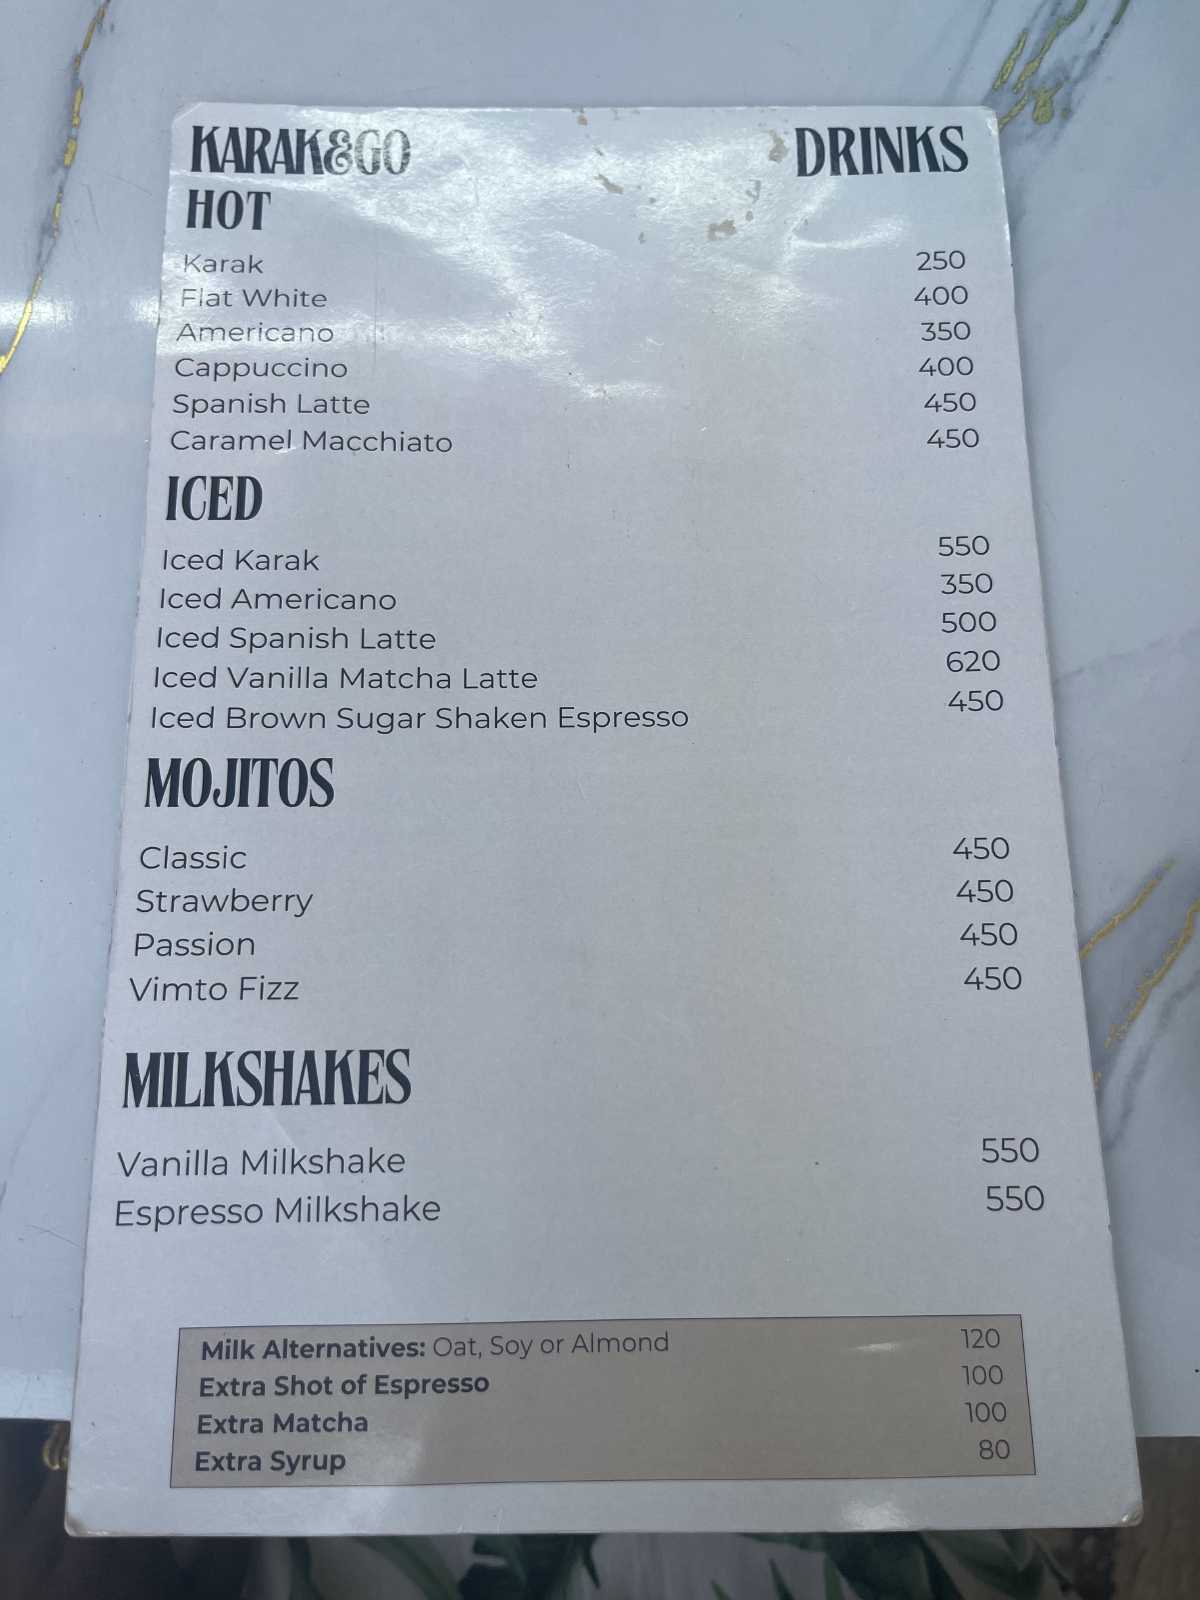 KARAK&GO DRINKS
HOT
Karak 250
Flat White 400
Americano 350
Cappuccino 400
Spanish Latte 450
Caramel Macchiato 450
ICED
Iced Karak 550
Iced Americano 350
Iced Spanish Latte 500
Iced Vanilla Matcha Latte 620
Iced Brown Sugar Shaken Espresso 450
MOJITOS
Classic 450
Strawberry 450
Passion 450
Vimto Fizz 450
MILKSHAKES
Vanilla Milkshake 550
Espresso Milkshake 550
Milk Alternatives: Oat, Soy or Almond 120
Extra Shot of Espresso 100
Extra Matcha 100
Extra Syrup 80